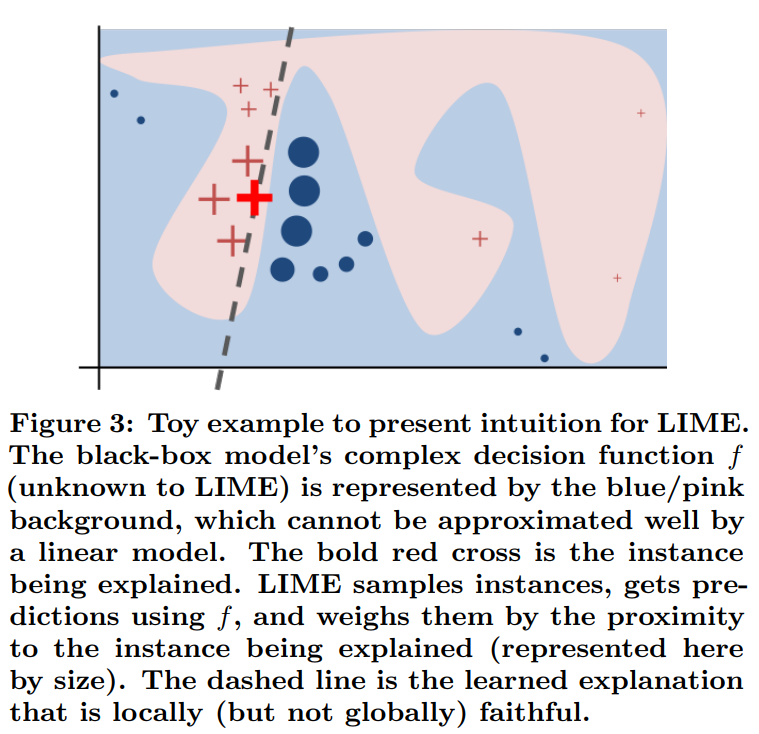 Figure 3: Toy example to present intuition for LIME.
The black-box model's complex decision function f
(unknown to LIME) is represented by the blue/pink
background, which cannot be approximated well by
a linear model. The bold red cross is the instance
being explained. LIME samples instances, gets pre-
dictions using f, and weighs them by the proximity
to the instance being explained (represented here
by size). The dashed line is the learned explanation
that is locally (but not globally) faithful.